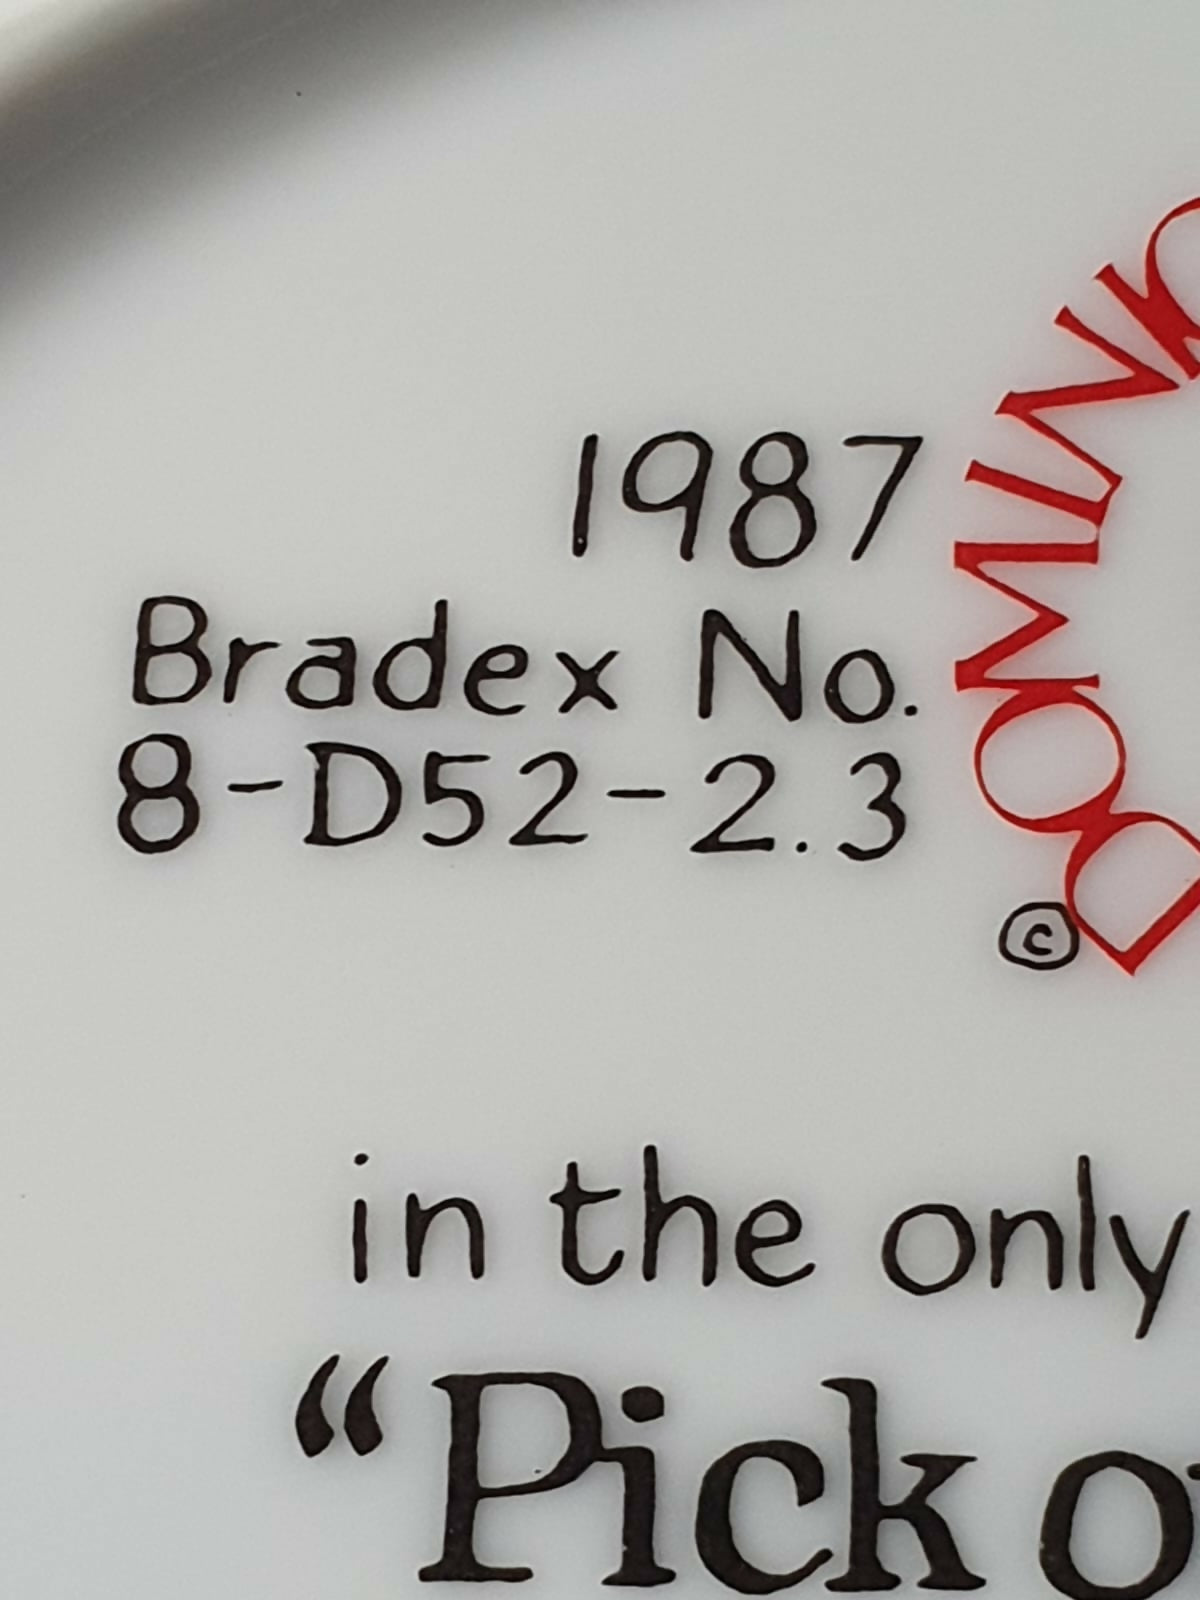 1987
Bradex No.
8-D52-2.3
©
in the only
“Pick